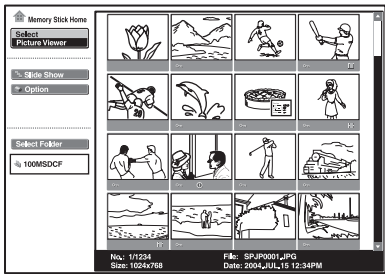 Memory Stick Home
Select
Picture Viewer
Slide Show
Option
Select Folder
100MSDCF
No.: 1/1234
File: SPJP0001.JPG
Size: 1024x768
Date: 2004.JUL.15 12:34PM